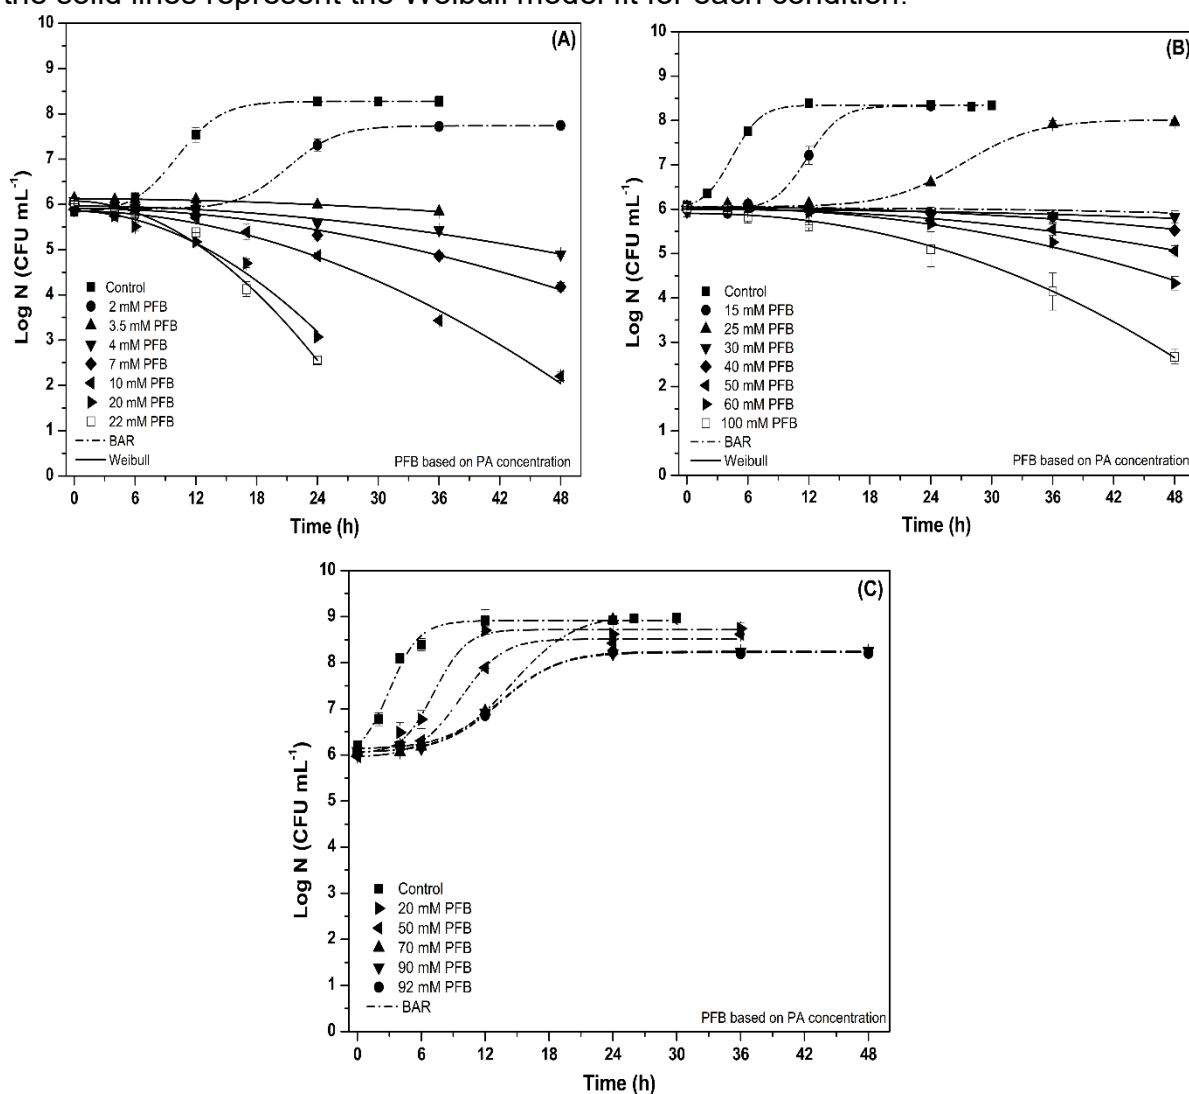 the solid lines represent the Weibull model fit for each condition.
(A)
10
9
8
7
6
5
4
3
2
1
0
Log N (CFU mL-1)
Control
2 mM PFB
3.5 mM PFB
4 mM PFB
7 mM PFB
10 mM PFB
20 mM PFB
22 mM PFB
BAR
Weibull
PFB based on PA concentration
0 6 12 18 24 30 36 42 48
Time (h)
(B)
10
9
8
7
6
5
4
3
2
1
0
Log N (CFU mL-1)
Control
15 mM PFB
25 mM PFB
30 mM PFB
40 mM PFB
50 mM PFB
60 mM PFB
100 mM PFB
BAR
Weibull
PFB based on PA concentration
0 6 12 18 24 30 36 42 48
Time (h)
(C)
10
9
8
7
6
5
4
3
2
1
0
Log N (CFU mL-1)
Control
20 mM PFB
50 mM PFB
70 mM PFB
90 mM PFB
92 mM PFB
BAR
PFB based on PA concentration
0 6 12 18 24 30 36 42 48
Time (h)